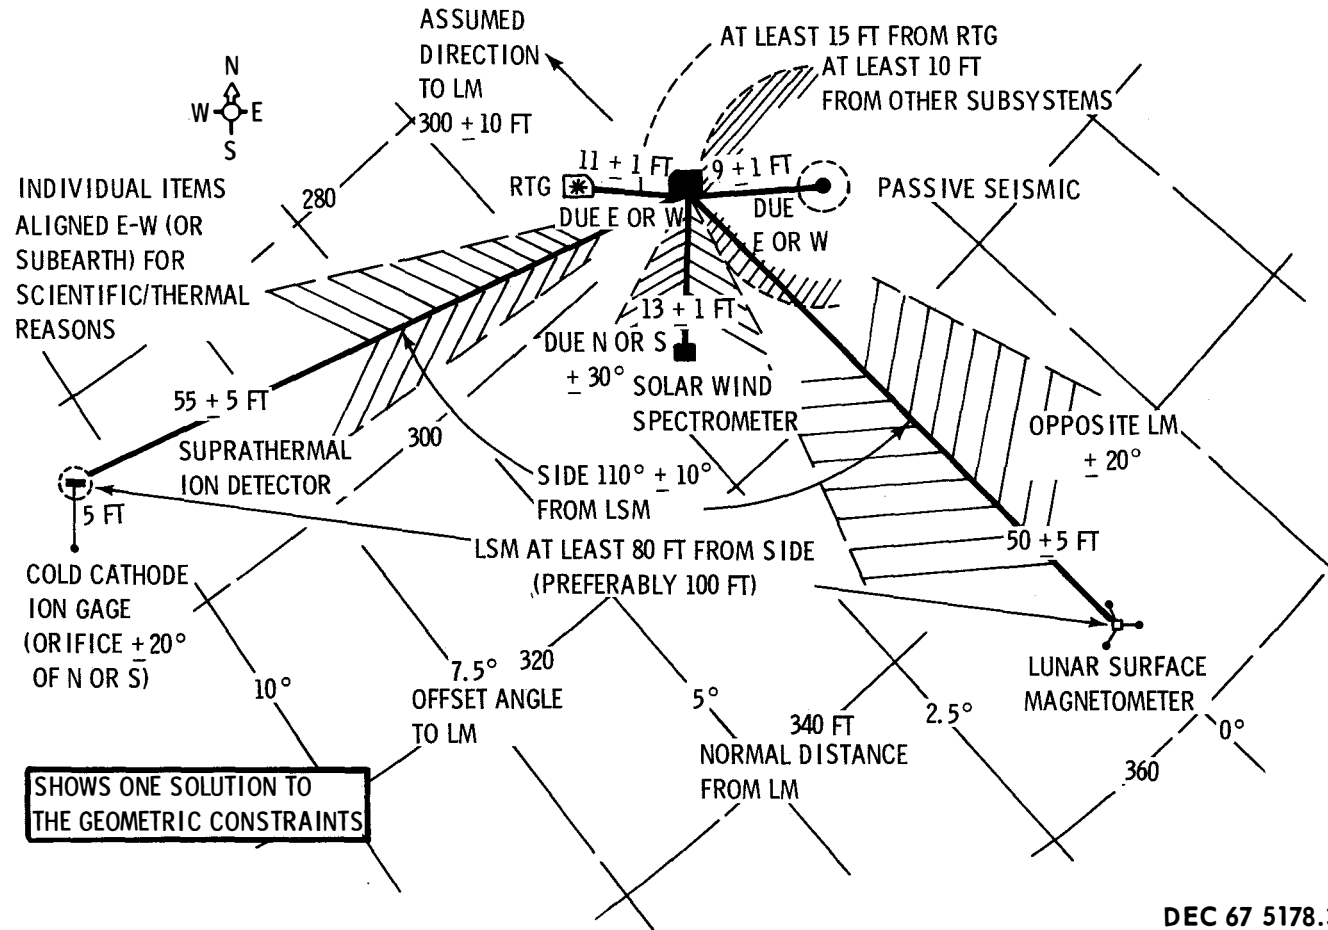 ASSUMED
DIRECTION
TO LM
300 ± 10 FT
AT LEAST 15 FT FROM RTG
AT LEAST 10 FT
FROM OTHER SUBSYSTEMS
N
W E
S
INDIVIDUAL ITEMS
ALIGNED E-W (OR
SUBEARTH) FOR
SCIENTIFIC/THERMAL
REASONS
280
RTG
11 ± 1 FT
9 ± 1 FT
DUE E OR W
DUE
E OR W
PASSIVE SEISMIC
13 ± 1 FT
DUE N OR S
± 30°
SOLAR WIND
SPECTROMETER
55 ± 5 FT
SUPRATHERMAL
ION DETECTOR
300
SIDE 110° ± 10°
FROM LSM
OPPOSITE LM
± 20°
5 FT
50 ± 5 FT
LSM AT LEAST 80 FT FROM SIDE
(PREFERABLY 100 FT)
COLD CATHODE
ION GAGE
(ORIFICE ± 20°
OF N OR S)
LUNAR SURFACE
MAGNETOMETER
10°
7.5°
320
OFFSET ANGLE
TO LM
5°
340 FT
NORMAL DISTANCE
FROM LM
2.5°
0°
360
SHOWS ONE SOLUTION TO
THE GEOMETRIC CONSTRAINTS
DEC 67 5178.